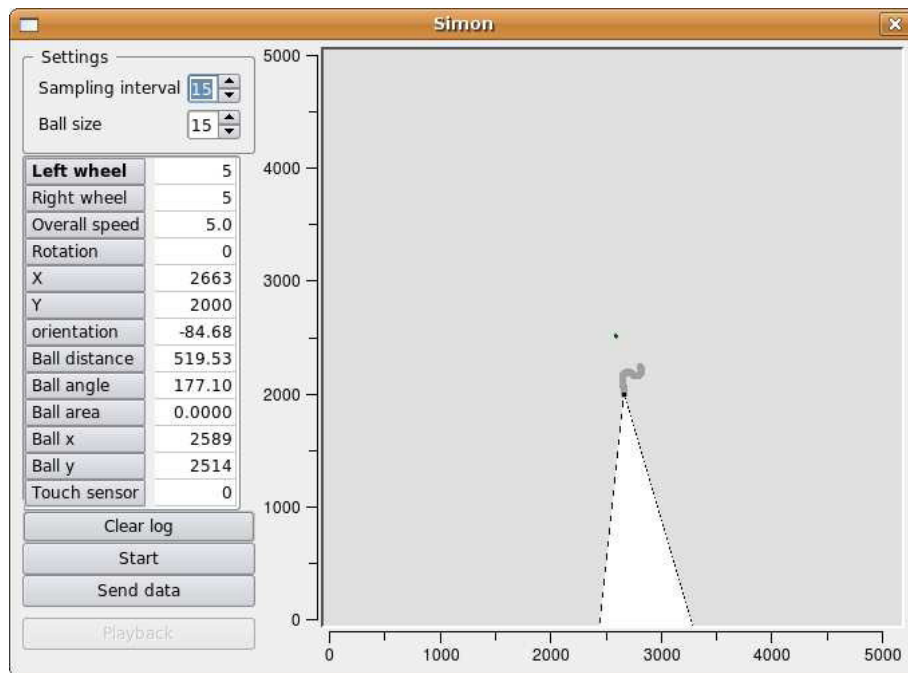 Simon
Settings
Sampling interval 15
Ball size 15
Left wheel 5
Right wheel 5
Overall speed 5.0
Rotation 0
X 2663
Y 2000
orientation -84.68
Ball distance 519.53
Ball angle 177.10
Ball area 0.0000
Ball x 2589
Ball y 2514
Touch sensor 0
Clear log
Start
Send data
Playback
5000
4000
3000
2000
1000
0
0 1000 2000 3000 4000 5000